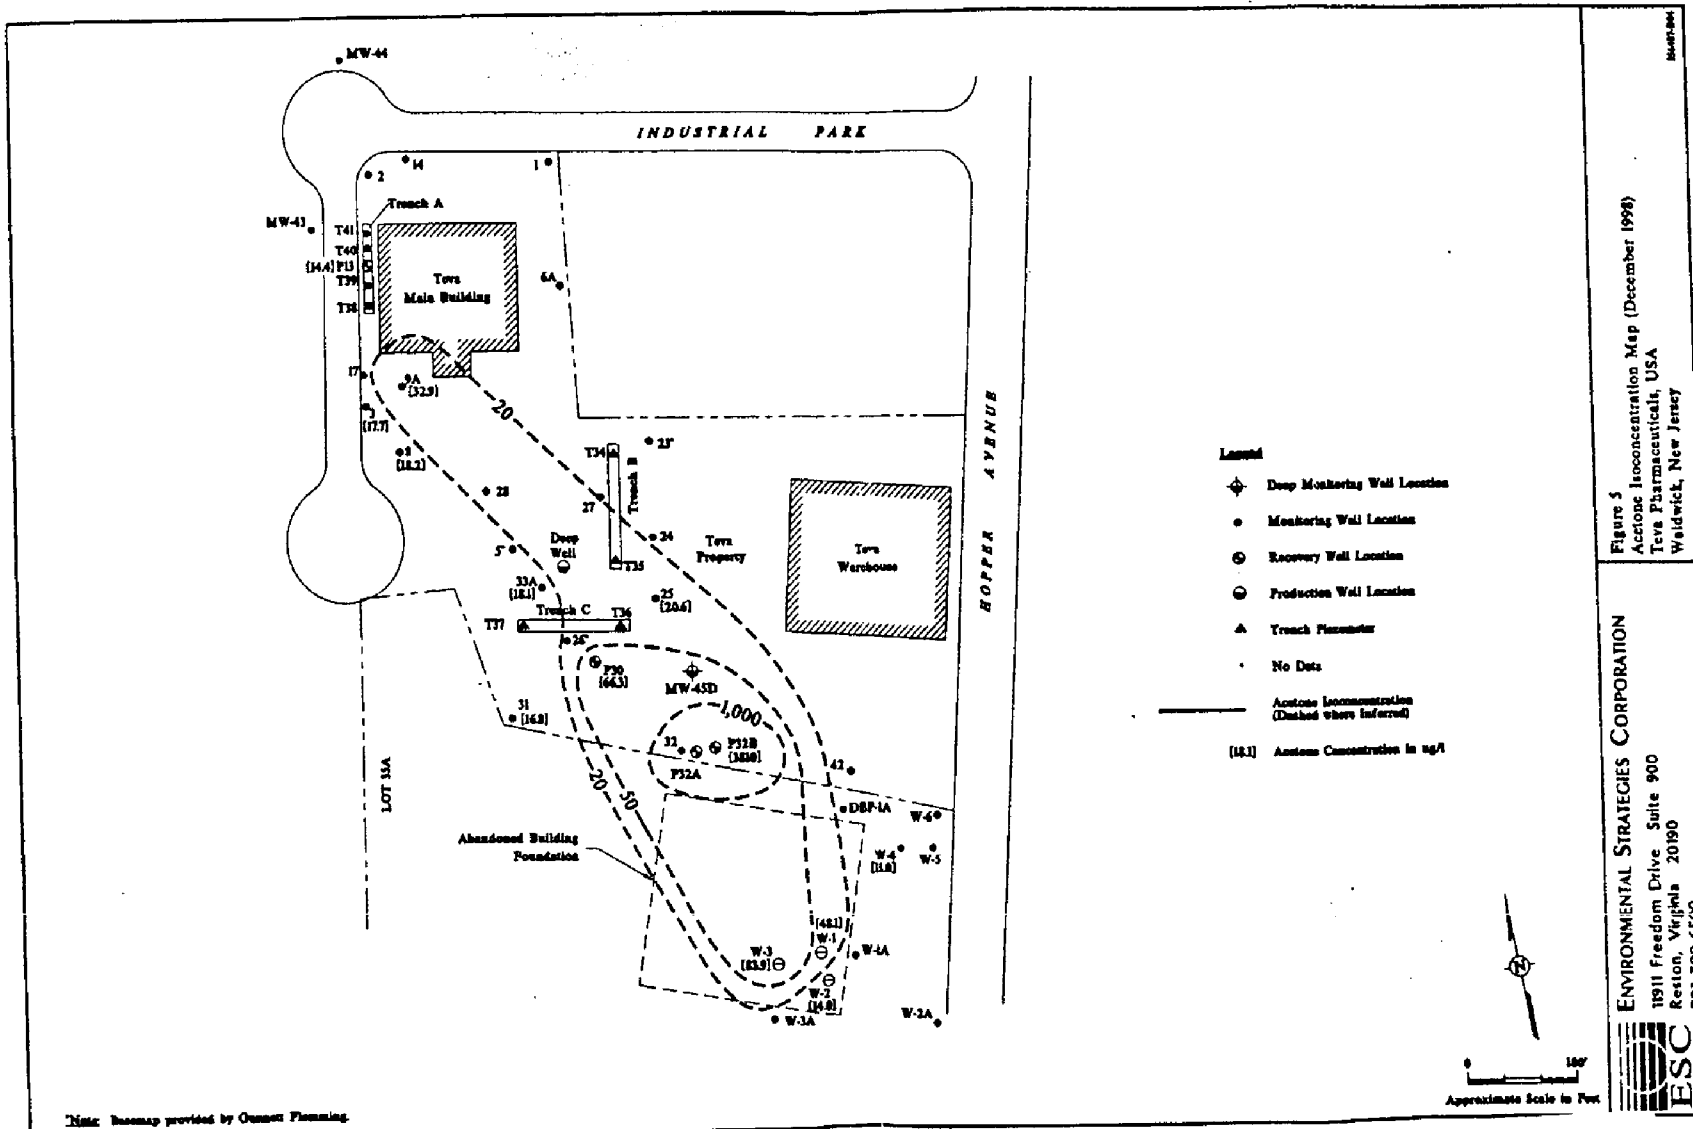 MW-44
INDUSTRIAL PARK
14
1
2
Trench A
MW-43
T41
T40
[14.4] P13
T39
T38
Teva
Main Building
6A
17
9A
[32.9]
3
[17.7]
8
[18.2]
20
T34
23'
Trench B
28
27
5'
Deep
Well
24
T35
Teva
Property
Teva
Warehouse
HOPPER AVENUE
33A
[18.1]
25
[20.6]
Trench C
T36
T37
26'
P30
[66.3]
MW-45D
1,000
31
[16.8]
32
P32B
P32A
42
LOT 35A
20
50
DBP-1A
W-6
Abandoned Building
Foundation
W-4
[11.0]
W-5
[48.1]
W-1
W-3
[83.9]
W-1A
W-2
[14.0]
W-3A
W-2A
Legend
Deep Monitoring Well Location
Monitoring Well Location
Recovery Well Location
Production Well Location
Trench Piezometer
No Data
Acetone Isoconcentration
(Dashed where Inferred)
[18.1] Acetone Concentration in ug/l
N
0 100'
Approximate Scale in Feet
Note: Basemap provided by Gannett Flemming.
Figure 5
Acetone Isoconcentration Map (December 1998)
Teva Pharmaceuticals, USA
Waldwick, New Jersey
ESC
ENVIRONMENTAL STRATEGIES CORPORATION
11911 Freedom Drive Suite 900
Reston, Virginia 20190